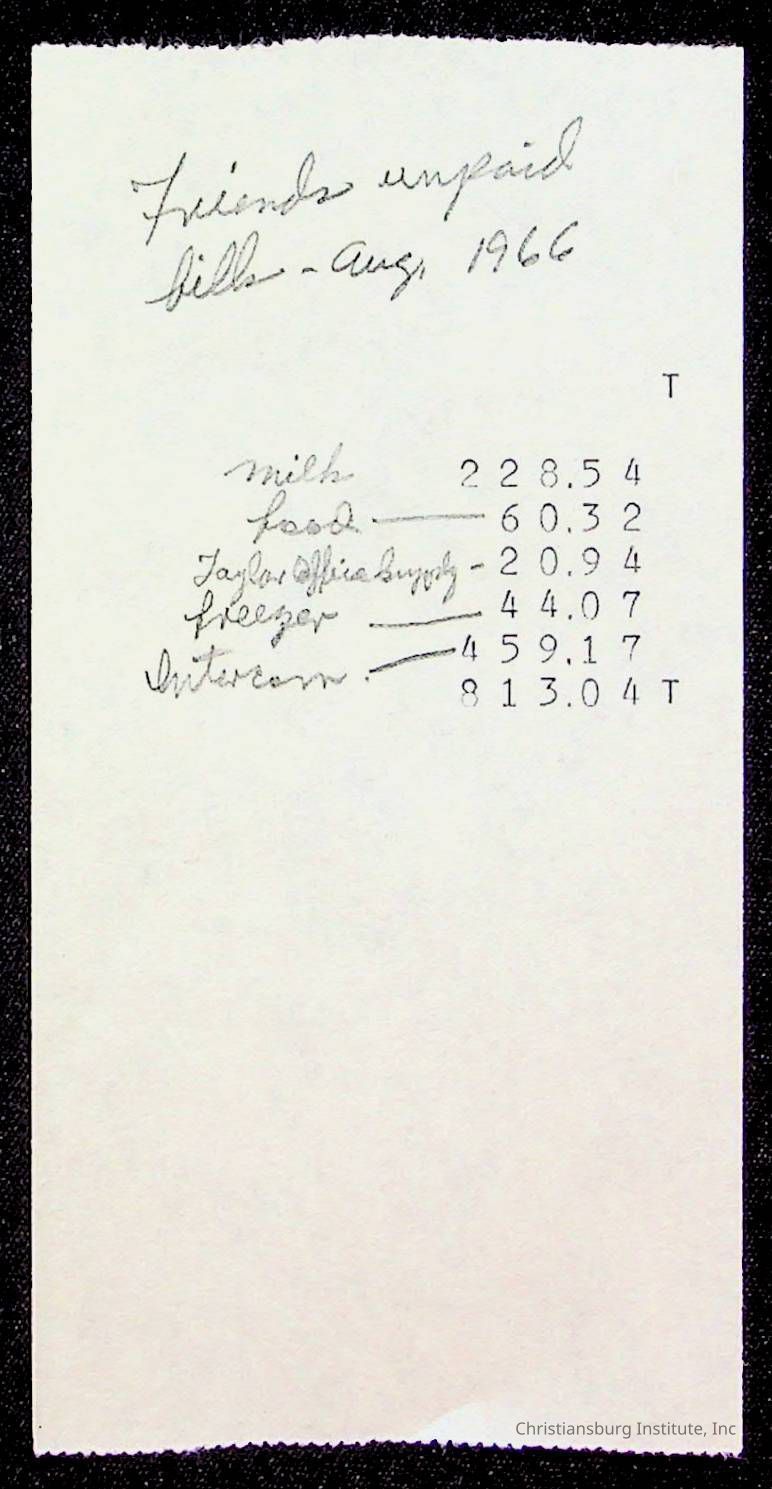 Friends unpaid
bills - Aug. 1966
T
milk 228.54
food — 60.32
Taylor Office Supply - 20.94
freezer — 44.07
Intercom. — 459.17
813.04 T
Christiansburg Institute, Inc